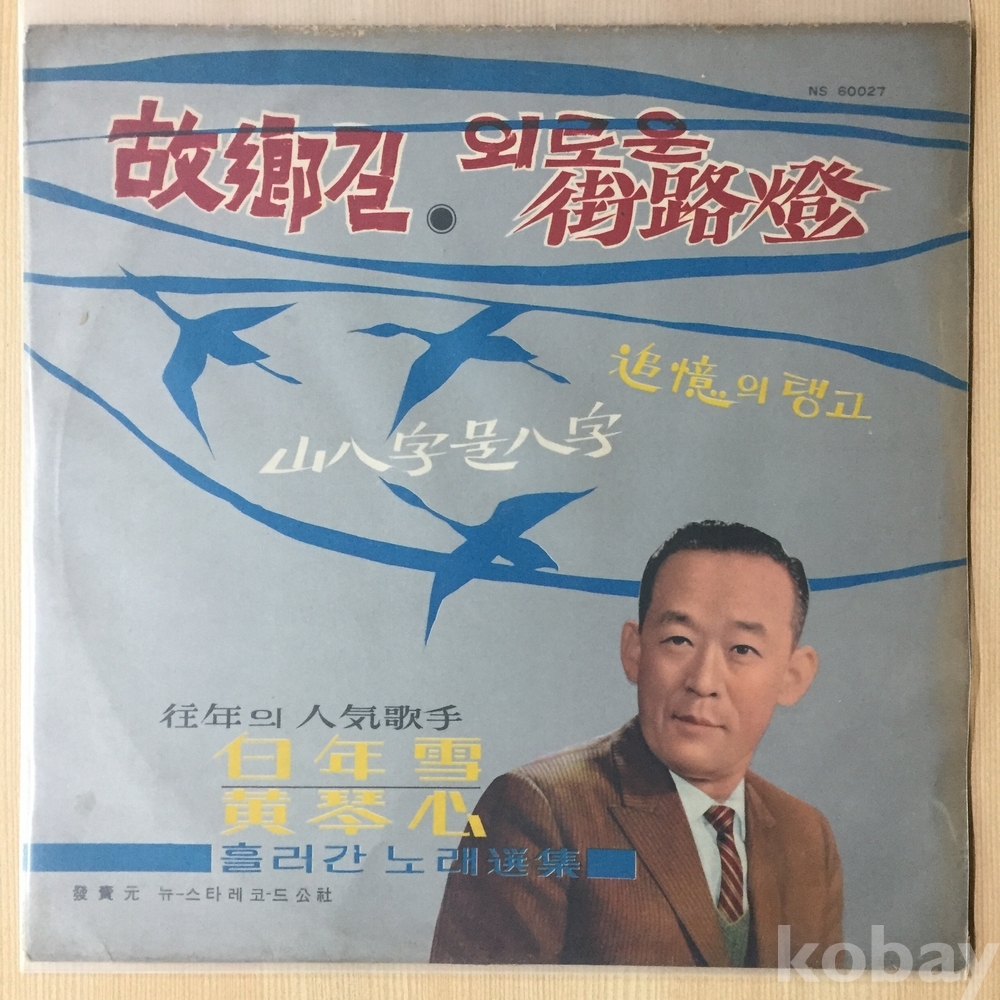 NS 60027
故鄕길 ● 외로운
街路燈
追憶의 탱고
山八字물八字
往年의 人気歌手
白年雪
黃琴心
흘러간 노래選集
發賣元 뉴-스타레코-드公社
kobay